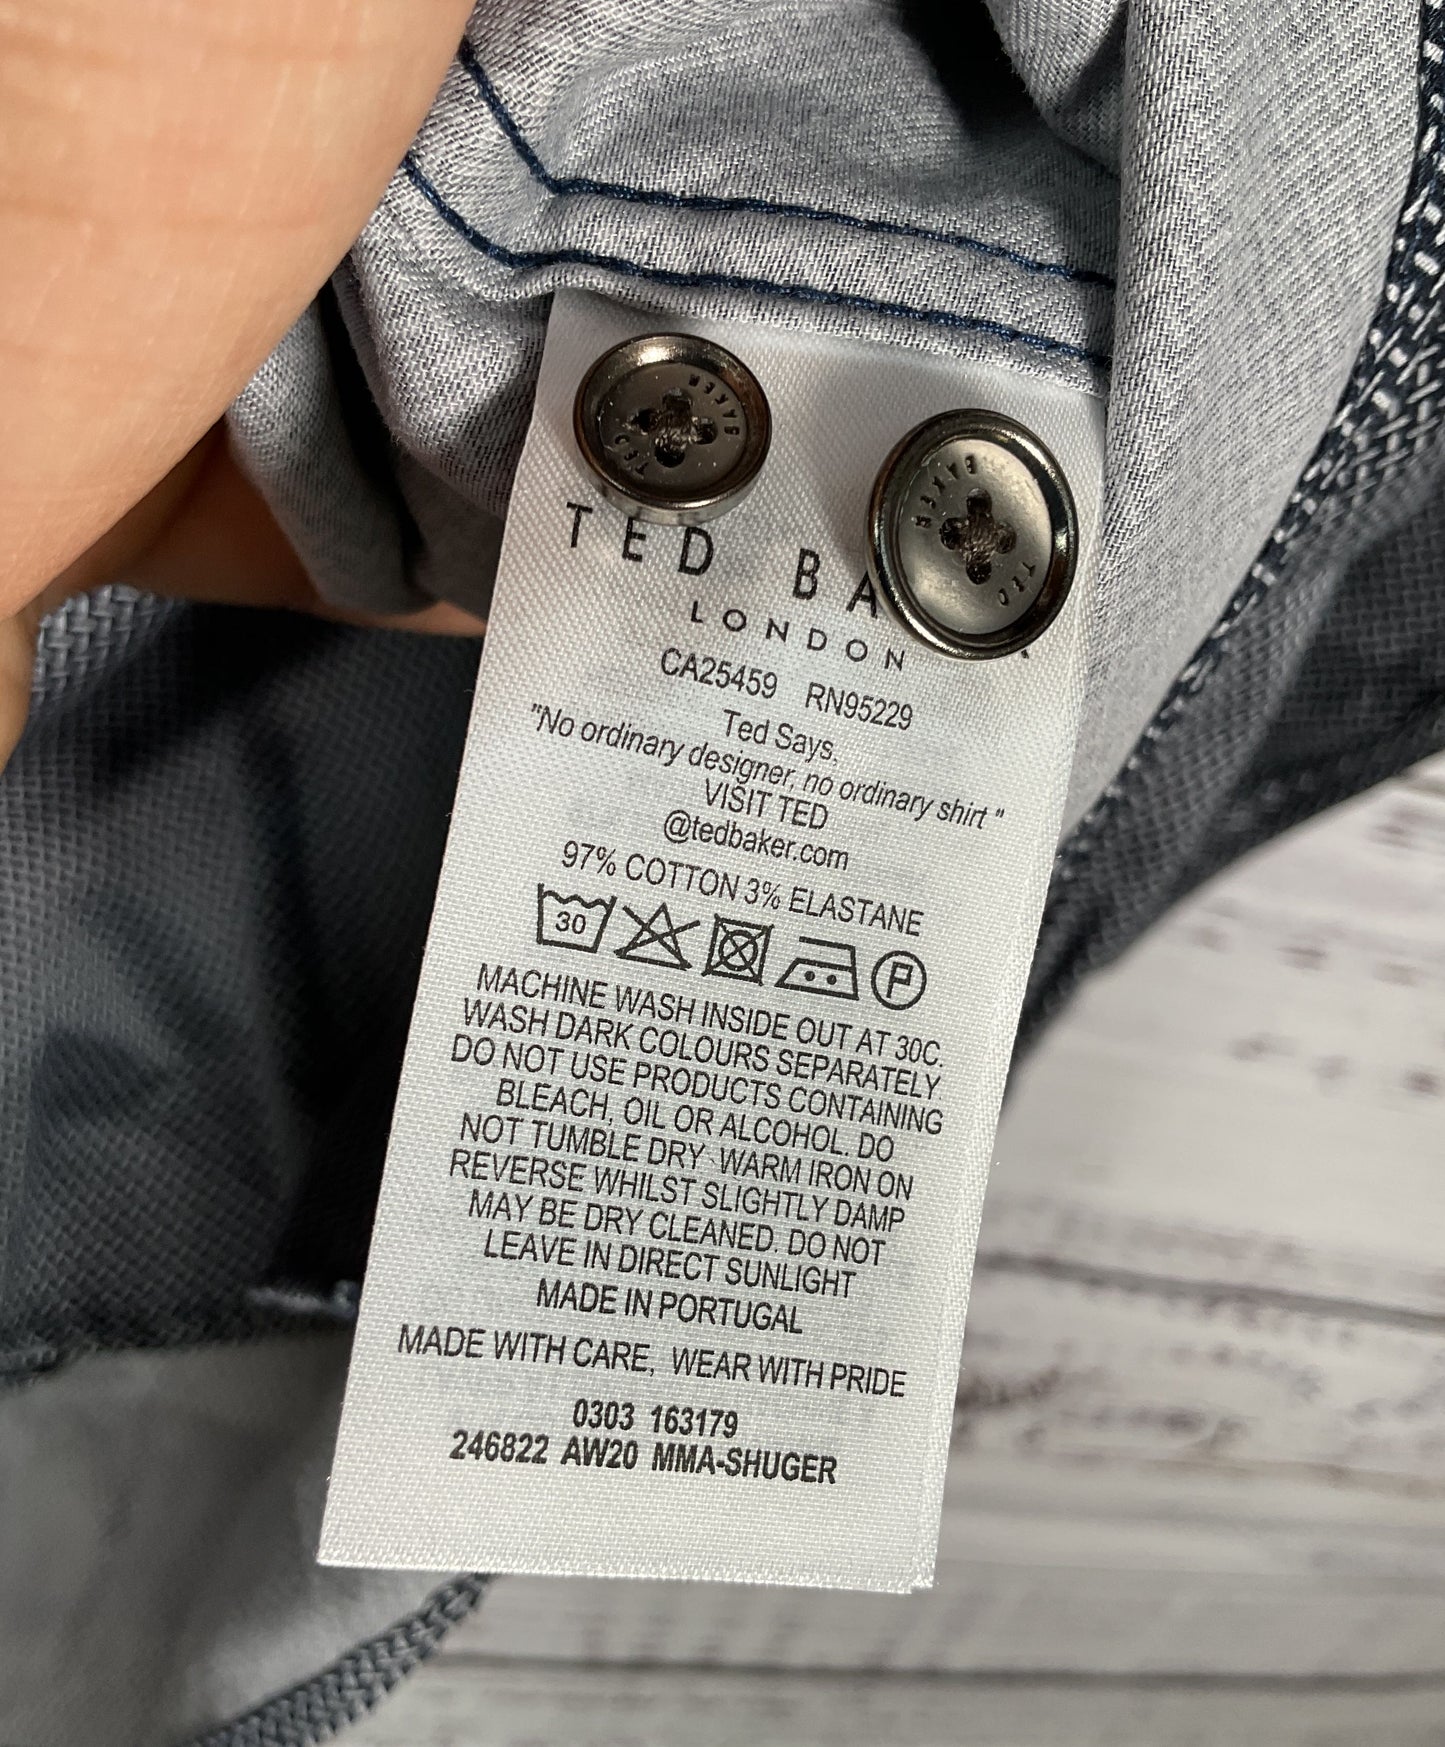 TED BAKER
TED BAKER
TED BA
LONDON
CA25459 RN95229
Ted Says,
"No ordinary designer, no ordinary shirt "
VISIT TED
@tedbaker.com
97% COTTON 3% ELASTANE
30 P
MACHINE WASH INSIDE OUT AT 30C.
WASH DARK COLOURS SEPARATELY.
DO NOT USE PRODUCTS CONTAINING
BLEACH, OIL OR ALCOHOL. DO
NOT TUMBLE DRY WARM IRON ON
REVERSE WHILST SLIGHTLY DAMP
MAY BE DRY CLEANED. DO NOT
LEAVE IN DIRECT SUNLIGHT
MADE IN PORTUGAL
MADE WITH CARE, WEAR WITH PRIDE
0303 163179
246822 AW20 MMA-SHUGER